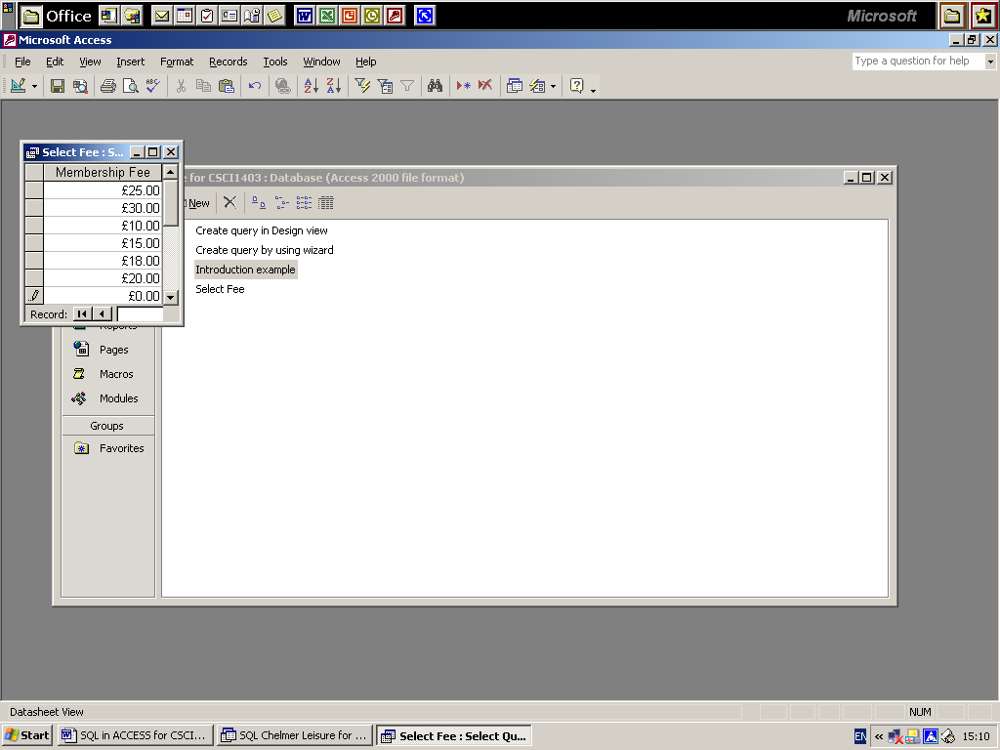 Office
Microsoft
Microsoft Access
File Edit View Insert Format Records Tools Window Help
Type a question for help
Select Fee : S...
Membership Fee
£25.00
£30.00
£10.00
£15.00
£18.00
£20.00
£0.00
Record:
for CSCI1403 : Database (Access 2000 file format)
New
Create query in Design view
Create query by using wizard
Introduction example
Select Fee
Reports
Pages
Macros
Modules
Groups
Favorites
Datasheet View
NUM
Start
SQL in ACCESS for CSCI...
SQL Chelmer Leisure for ...
Select Fee : Select Qu...
EN
15:10